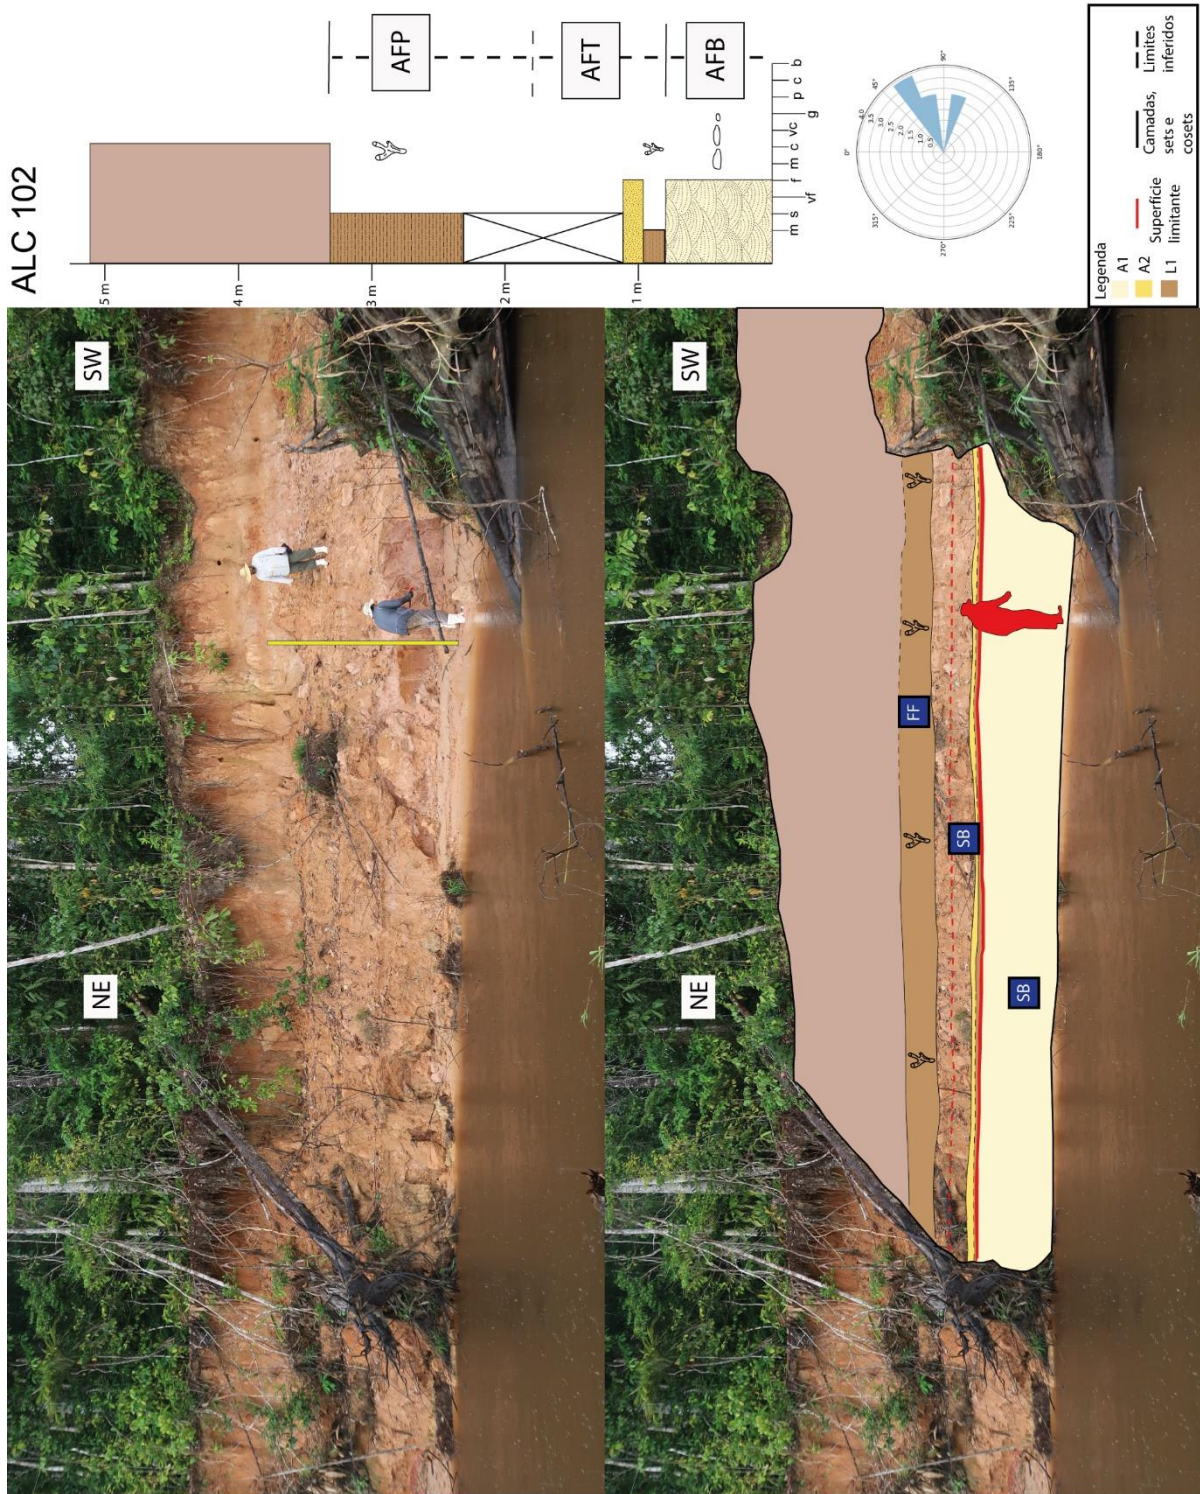 ALC 102
5 m
4 m
3 m
2 m
1 m
AFP
AFT
AFB
m s vf f m c vc g p c b
0°
45°
90°
135°
180°
225°
270°
315°
0.5
1.0
1.5
2.0
2.5
3.0
3.5
4.0
NE
SW
NE
SW
FF
SB
SB
Legenda
A1
A2
L1
Superfície
limitante
Camadas,
sets e
cosets
Limites
inferidos